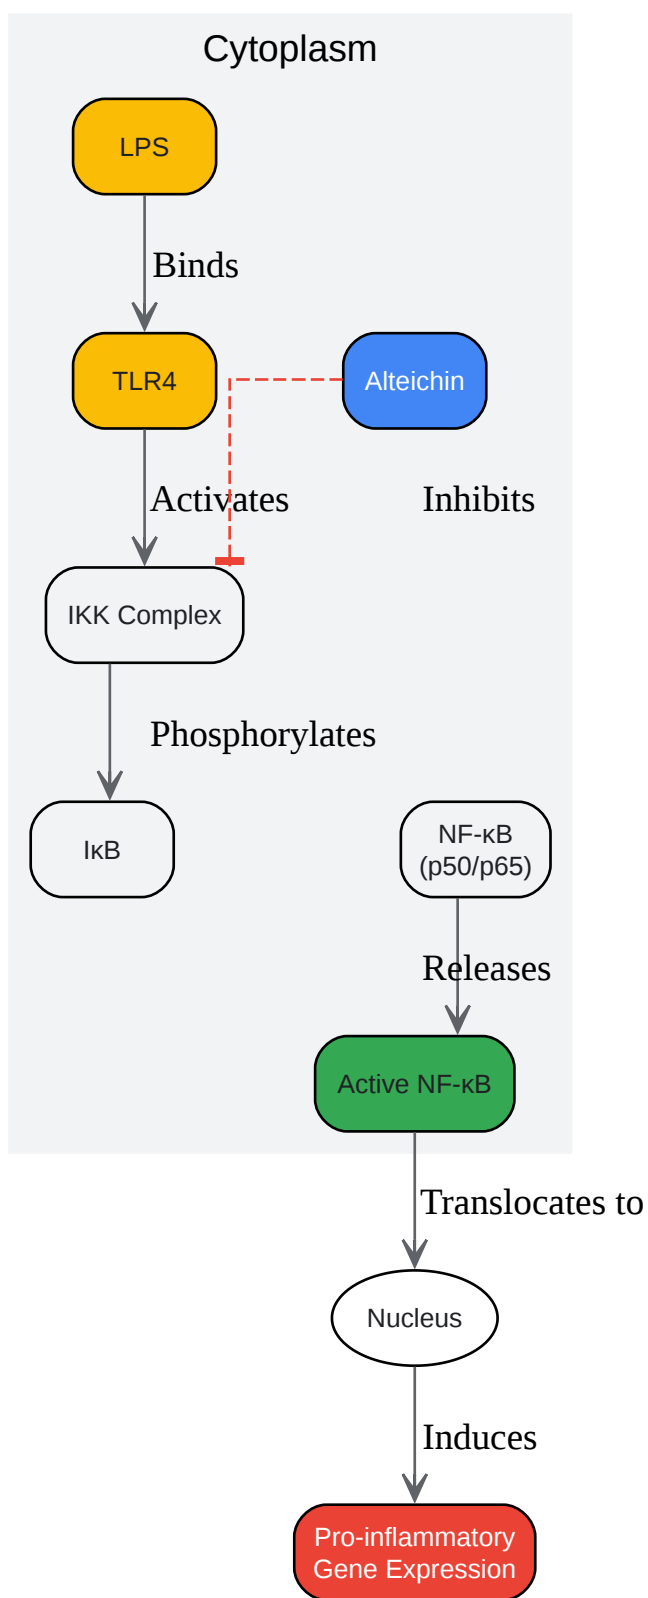 Cytoplasm
LPS
Binds
TLR4
Alteichin
Activates
Inhibits
IKK Complex
Phosphorylates
IκB
NF-κB
(p50/p65)
Releases
Active NF-κB
Translocates to
Nucleus
Induces
Pro-inflammatory
Gene Expression